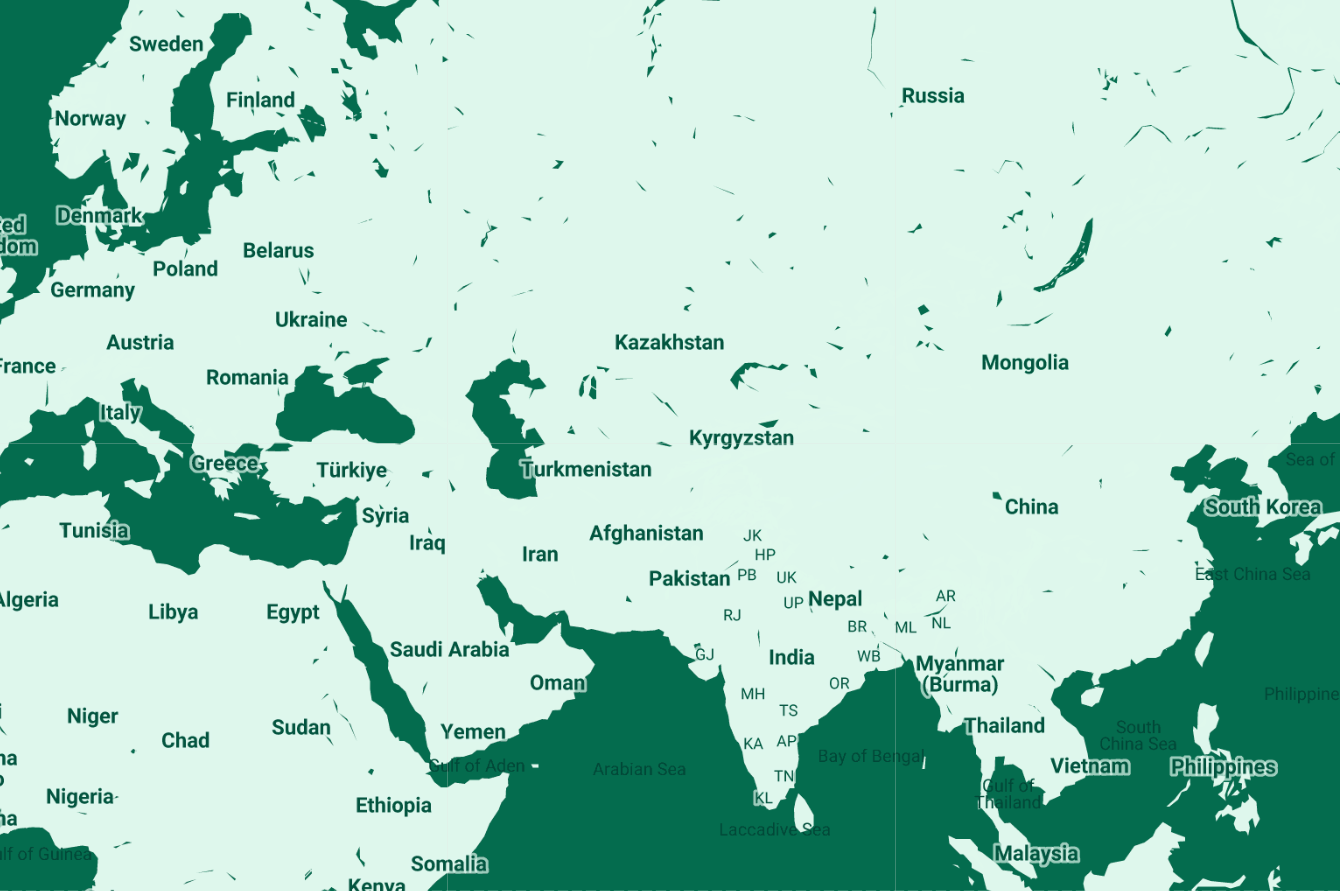 Sweden
Finland
Russia
Norway
Denmark
dom
Belarus
Poland
Germany
Ukraine
Austria
Kazakhstan
France
Mongolia
Romania
Italy
Kyrgyzstan
Greece
Türkiye
Turkmenistan
Sea of
China
South Korea
Syria
Tunisia
Afghanistan
JK
Iraq
Iran
HP
East China Sea
Pakistan
PB
UK
Algeria
Libya
Egypt
RJ
UP
Nepal
AR
BR
ML
NL
Saudi Arabia
GJ
India
WB
Myanmar
(Burma)
Oman
MH
OR
Philippine
Niger
TS
Sudan
Yemen
Thailand
South
China Sea
Chad
KA
AP
Bay of Bengal
Gulf of Aden
Arabian Sea
Vietnam
Philippines
TN
Gulf of
Thailand
Nigeria
Ethiopia
KL
Laccadive Sea
lf of Guinea
Malaysia
Somalia
Kenya